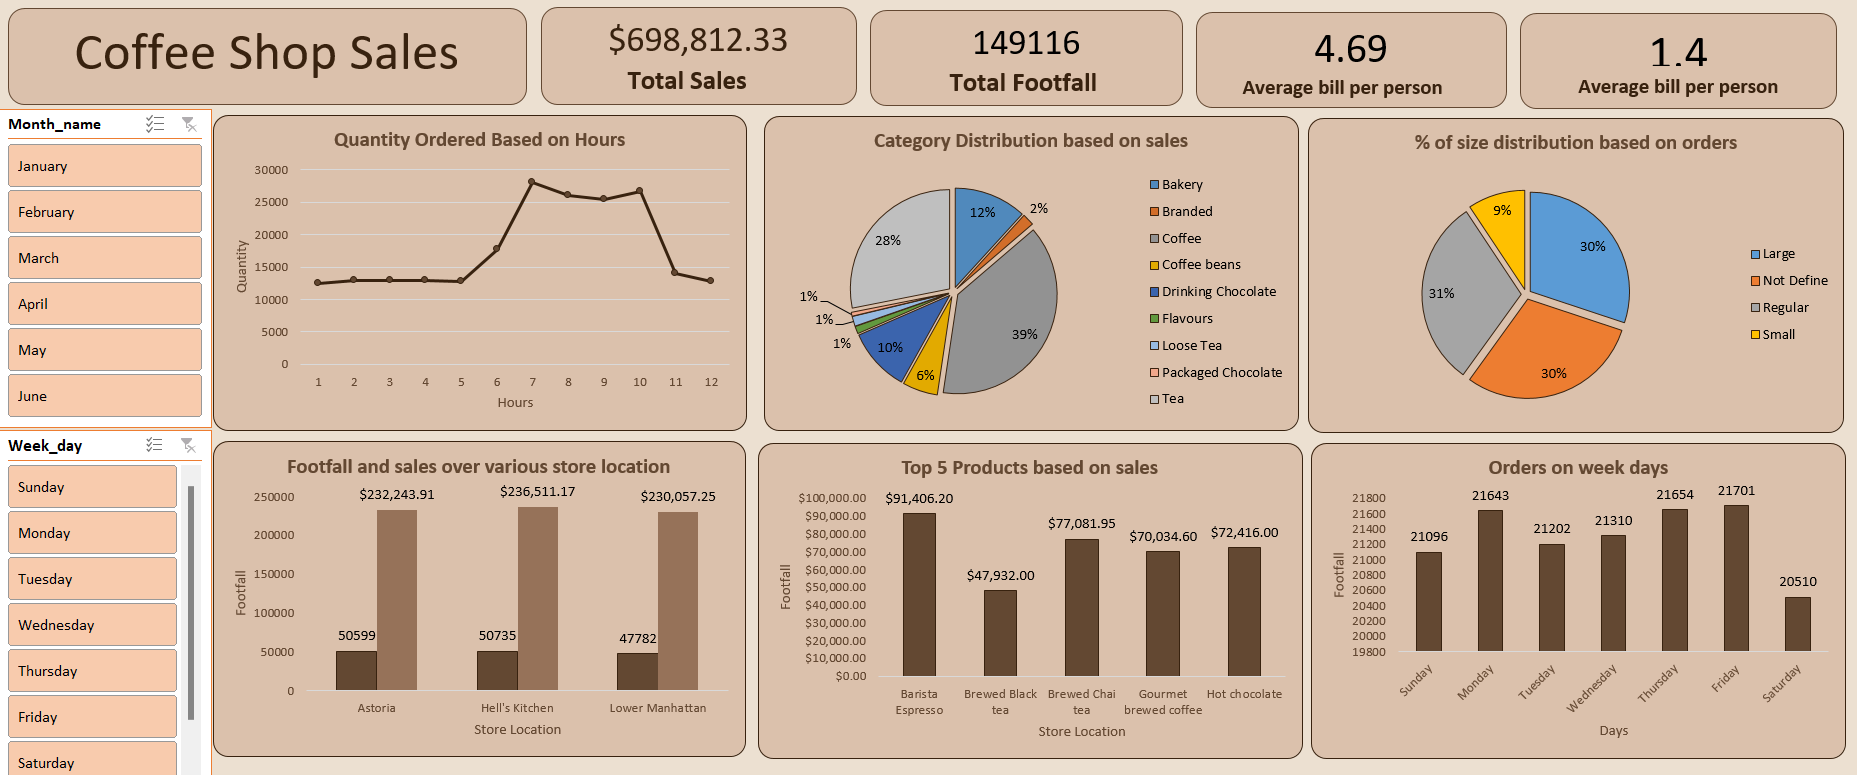 Coffee Shop Sales
$698,812.33
Total Sales
149116
Total Footfall
4.69
Average bill per person
1.4
Average bill per person
Month_name
January
February
March
April
May
June
Week_day
Sunday
Monday
Tuesday
Wednesday
Thursday
Friday
Saturday
Quantity Ordered Based on Hours
Quantity
30000
25000
20000
15000
10000
5000
0
1 2 3 4 5 6 7 8 9 10 11 12
Hours
Category Distribution based on sales
12%
2%
39%
6%
10%
1%
1%
1%
28%
Bakery
Branded
Coffee
Coffee beans
Drinking Chocolate
Flavours
Loose Tea
Packaged Chocolate
Tea
% of size distribution based on orders
30%
30%
31%
9%
Large
Not Define
Regular
Small
Footfall and sales over various store location
Footfall
250000
200000
150000
100000
50000
0
$232,243.91
$236,511.17
$230,057.25
50599
50735
47782
Astoria
Hell's Kitchen
Lower Manhattan
Store Location
Top 5 Products based on sales
Footfall
$100,000.00
$90,000.00
$80,000.00
$70,000.00
$60,000.00
$50,000.00
$40,000.00
$30,000.00
$20,000.00
$10,000.00
$0.00
$91,406.20
$47,932.00
$77,081.95
$70,034.60
$72,416.00
Barista
Espresso
Brewed Black
tea
Brewed Chai
tea
Gourmet
brewed coffee
Hot chocolate
Store Location
Orders on week days
Footfall
21800
21600
21400
21200
21000
20800
20600
20400
20200
20000
19800
21096
21643
21202
21310
21654
21701
20510
Sunday
Monday
Tuesday
Wednesday
Thursday
Friday
Saturday
Days